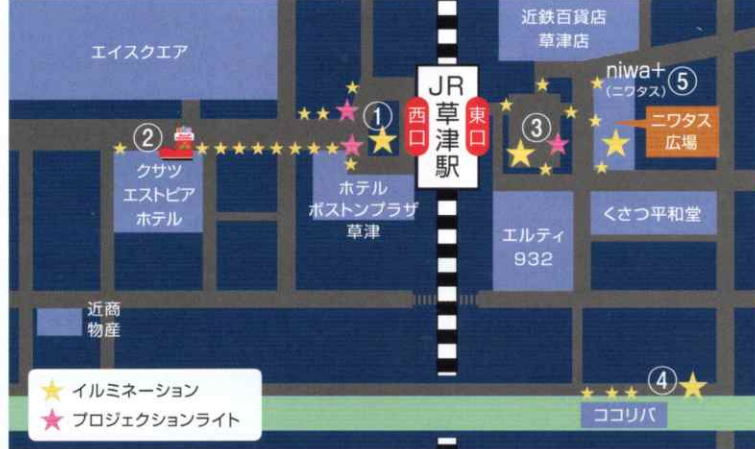 近鉄百貨店
草津店
エイスクエア
niwa+
(ニワタス)
⑤
ニワタス
広場
JR
草津駅
西口
東口
①
②
③
クサツ
エストピア
ホテル
ホテル
ボストンプラザ
草津
エルティ
932
くさつ平和堂
近商
物産
④
ココリバ
イルミネーション
プロジェクションライト